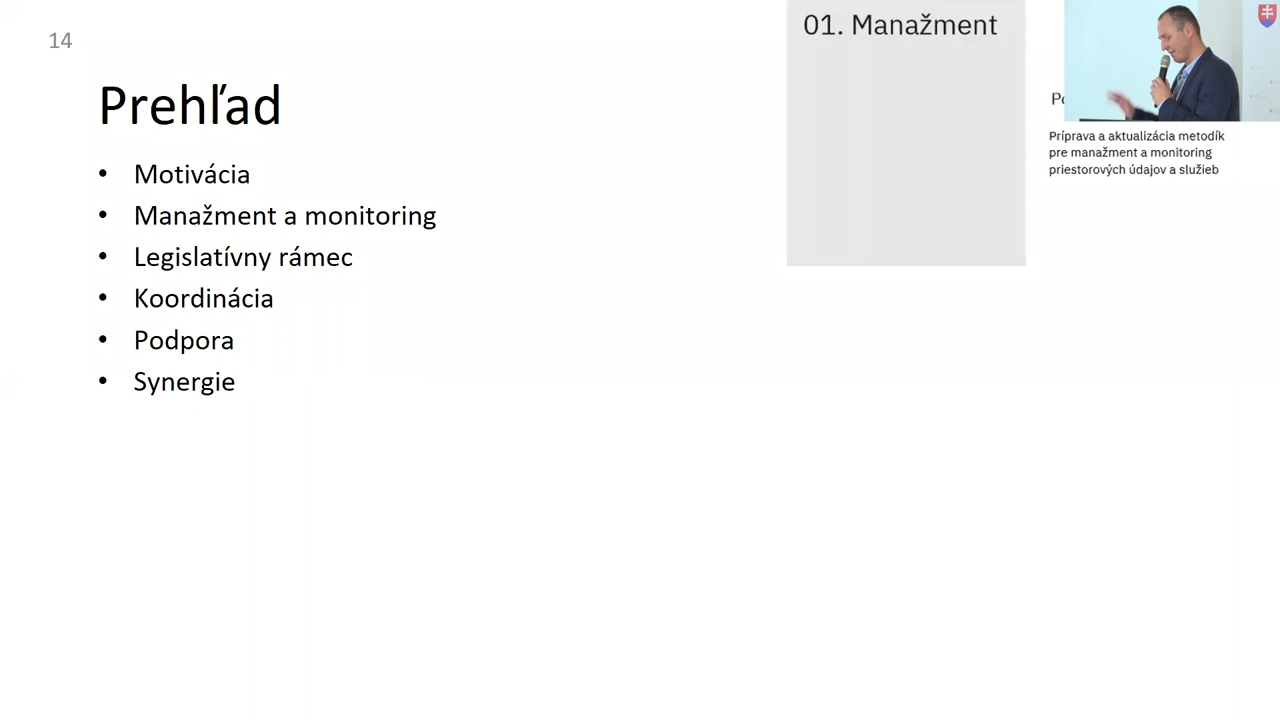 14
Prehľad
• Motivácia
• Manažment a monitoring
• Legislatívny rámec
• Koordinácia
• Podpora
• Synergie
01. Manažment
Príprava a aktualizácia metodík
pre manažment a monitoring
priestorových údajov a služieb